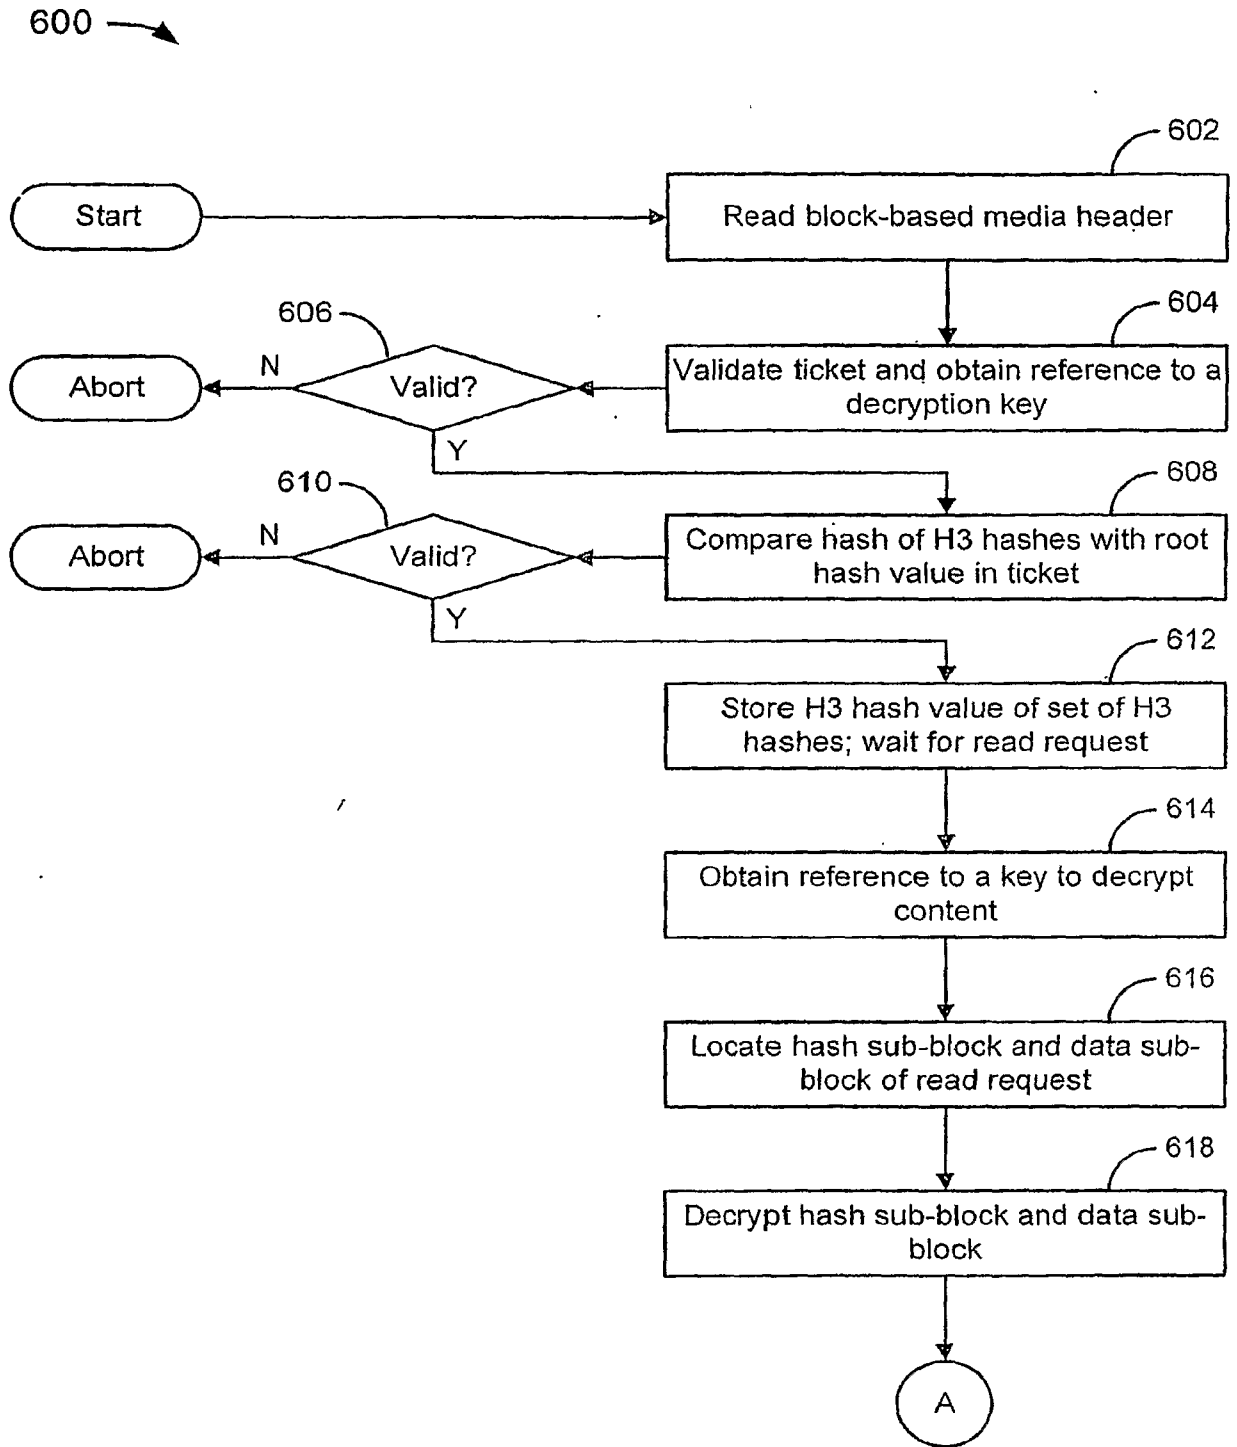 600
602
Start
Read block-based media header
604
606
Abort
N
Valid?
Validate ticket and obtain reference to a
decryption key
Y
608
610
Abort
N
Valid?
Compare hash of H3 hashes with root
hash value in ticket
Y
612
Store H3 hash value of set of H3
hashes; wait for read request
614
Obtain reference to a key to decrypt
content
616
Locate hash sub-block and data sub-
block of read request
618
Decrypt hash sub-block and data sub-
block
A